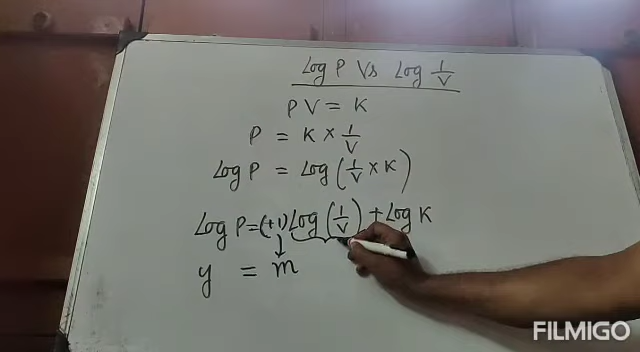 Log P Vs Log 1/V
PV = K
P = K × 1/V
Log P = Log (1/V × K)
Log P = (+1) Log (1/V) + Log K
y = m
FILMIGO